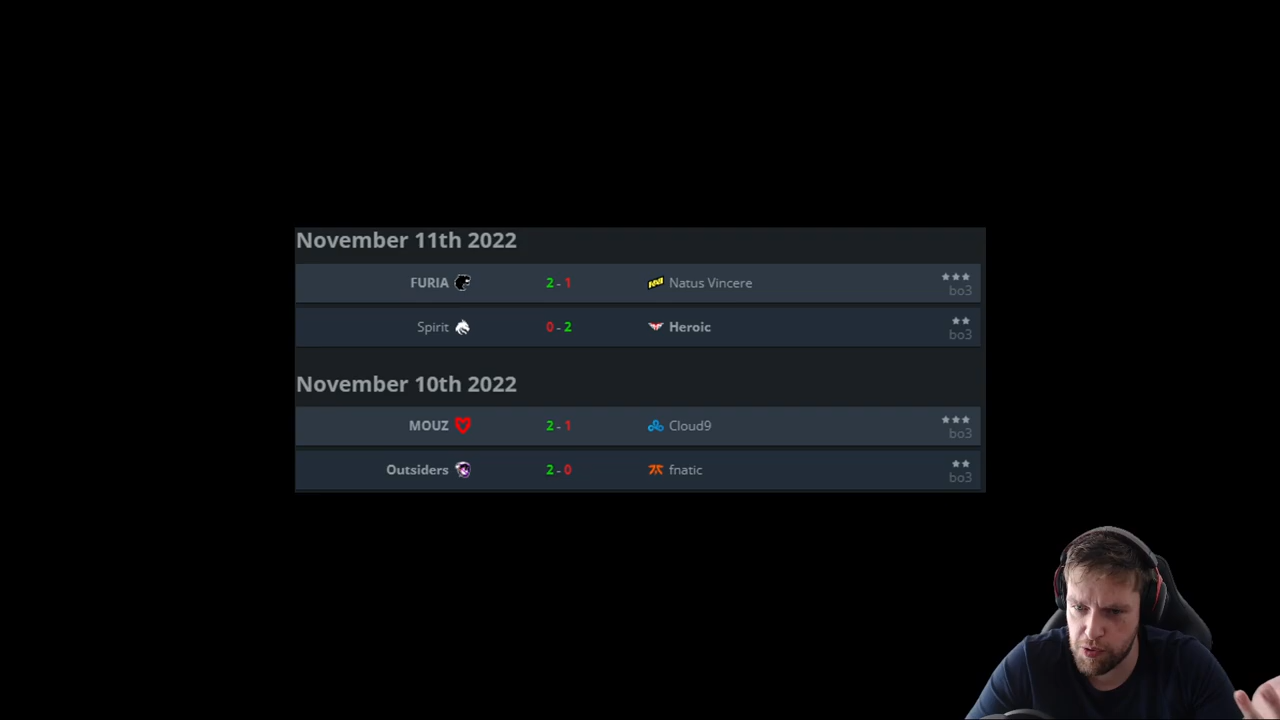 November 11th 2022
FURIA 2 - 1 Natus Vincere
bo3
Spirit 0 - 2 Heroic
bo3
November 10th 2022
MOUZ 2 - 1 Cloud9
bo3
Outsiders 2 - 0 fnatic
bo3